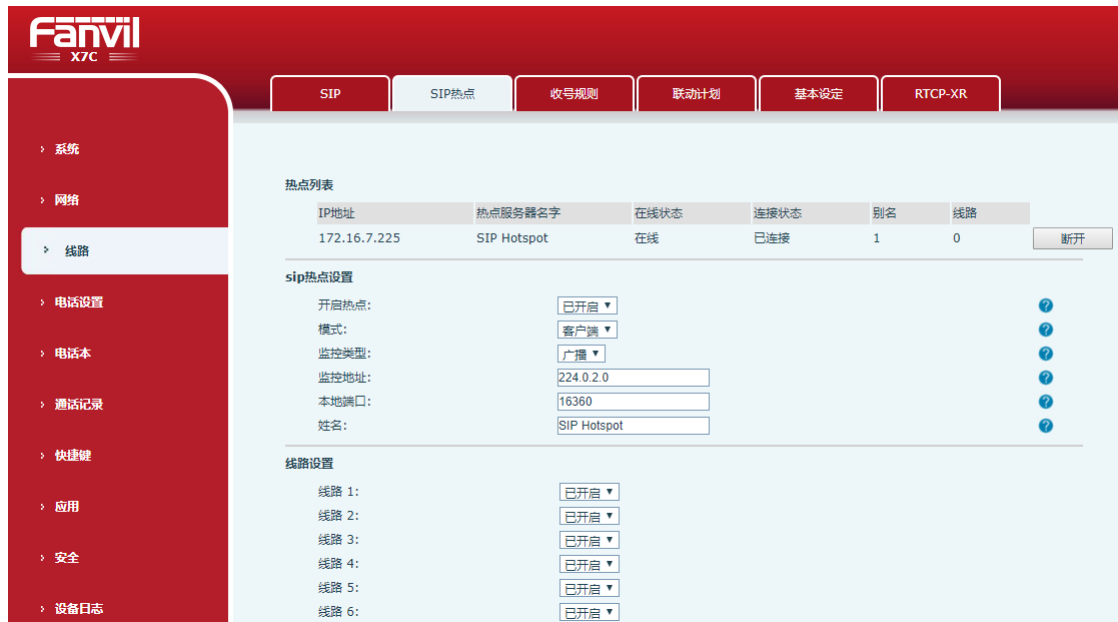 Fanvil
X7C
SIP SIP热点 收号规则 联动计划 基本设定 RTCP-XR
› 系统
› 网络
› 线路
› 电话设置
› 电话本
› 通话记录
› 快捷键
› 应用
› 安全
› 设备日志
热点列表
IP地址 热点服务器名字 在线状态 连接状态 别名 线路
172.16.7.225 SIP Hotspot 在线 已连接 1 0 断开
sip热点设置
开启热点: 已开启 ▼ ?
模式: 客户端 ▼ ?
监控类型: 广播 ▼ ?
监控地址: 224.0.2.0 ?
本地端口: 16360 ?
姓名: SIP Hotspot ?
线路设置
线路 1: 已开启 ▼
线路 2: 已开启 ▼
线路 3: 已开启 ▼
线路 4: 已开启 ▼
线路 5: 已开启 ▼
线路 6: 已开启 ▼